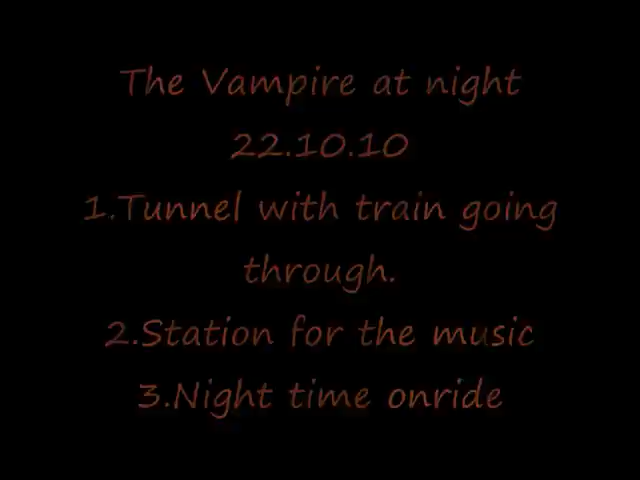 The Vampire at night
22.10.10
1.Tunnel with train going
through.
2.Station for the music
3.Night time onride